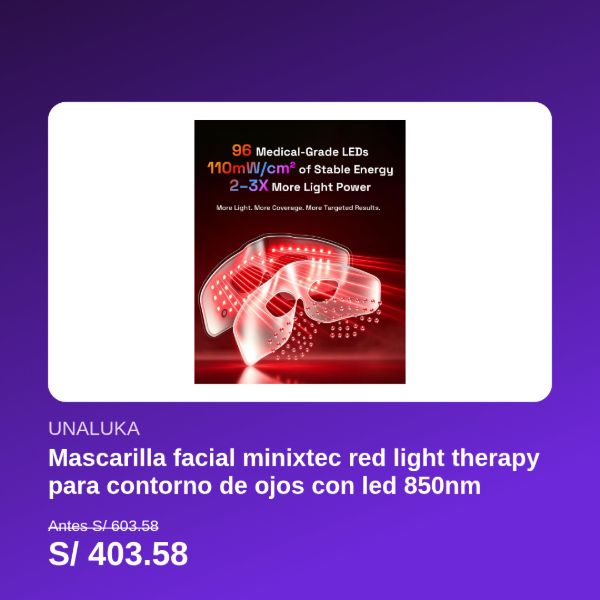 96 Medical-Grade LEDs
110mW/cm² of Stable Energy
2–3X More Light Power
More Light. More Coverage. More Targeted Results.
UNALUKA
Mascarilla facial minixtec red light therapy
para contorno de ojos con led 850nm
Antes S/ 603.58
S/ 403.58